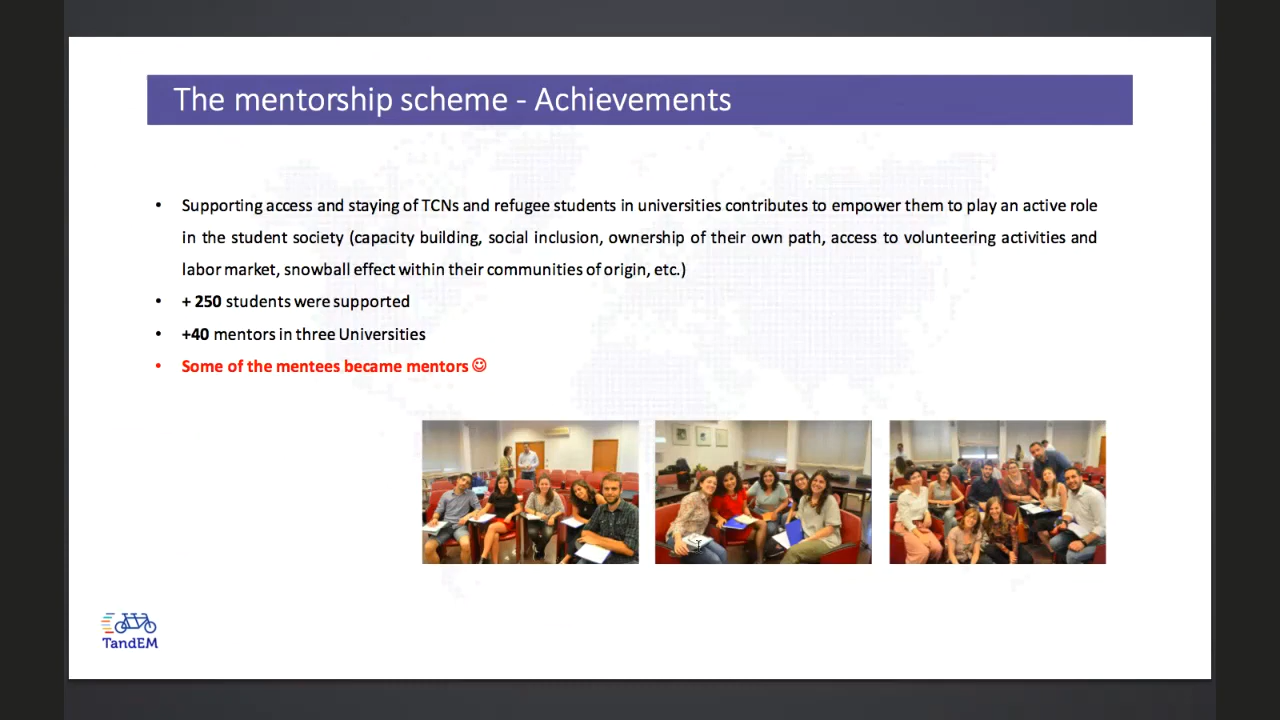 The mentorship scheme - Achievements
• Supporting access and staying of TCNs and refugee students in universities contributes to empower them to play an active role
in the student society (capacity building, social inclusion, ownership of their own path, access to volunteering activities and
labor market, snowball effect within their communities of origin, etc.)
• + 250 students were supported
• +40 mentors in three Universities
• Some of the mentees became mentors ☺
TandEM